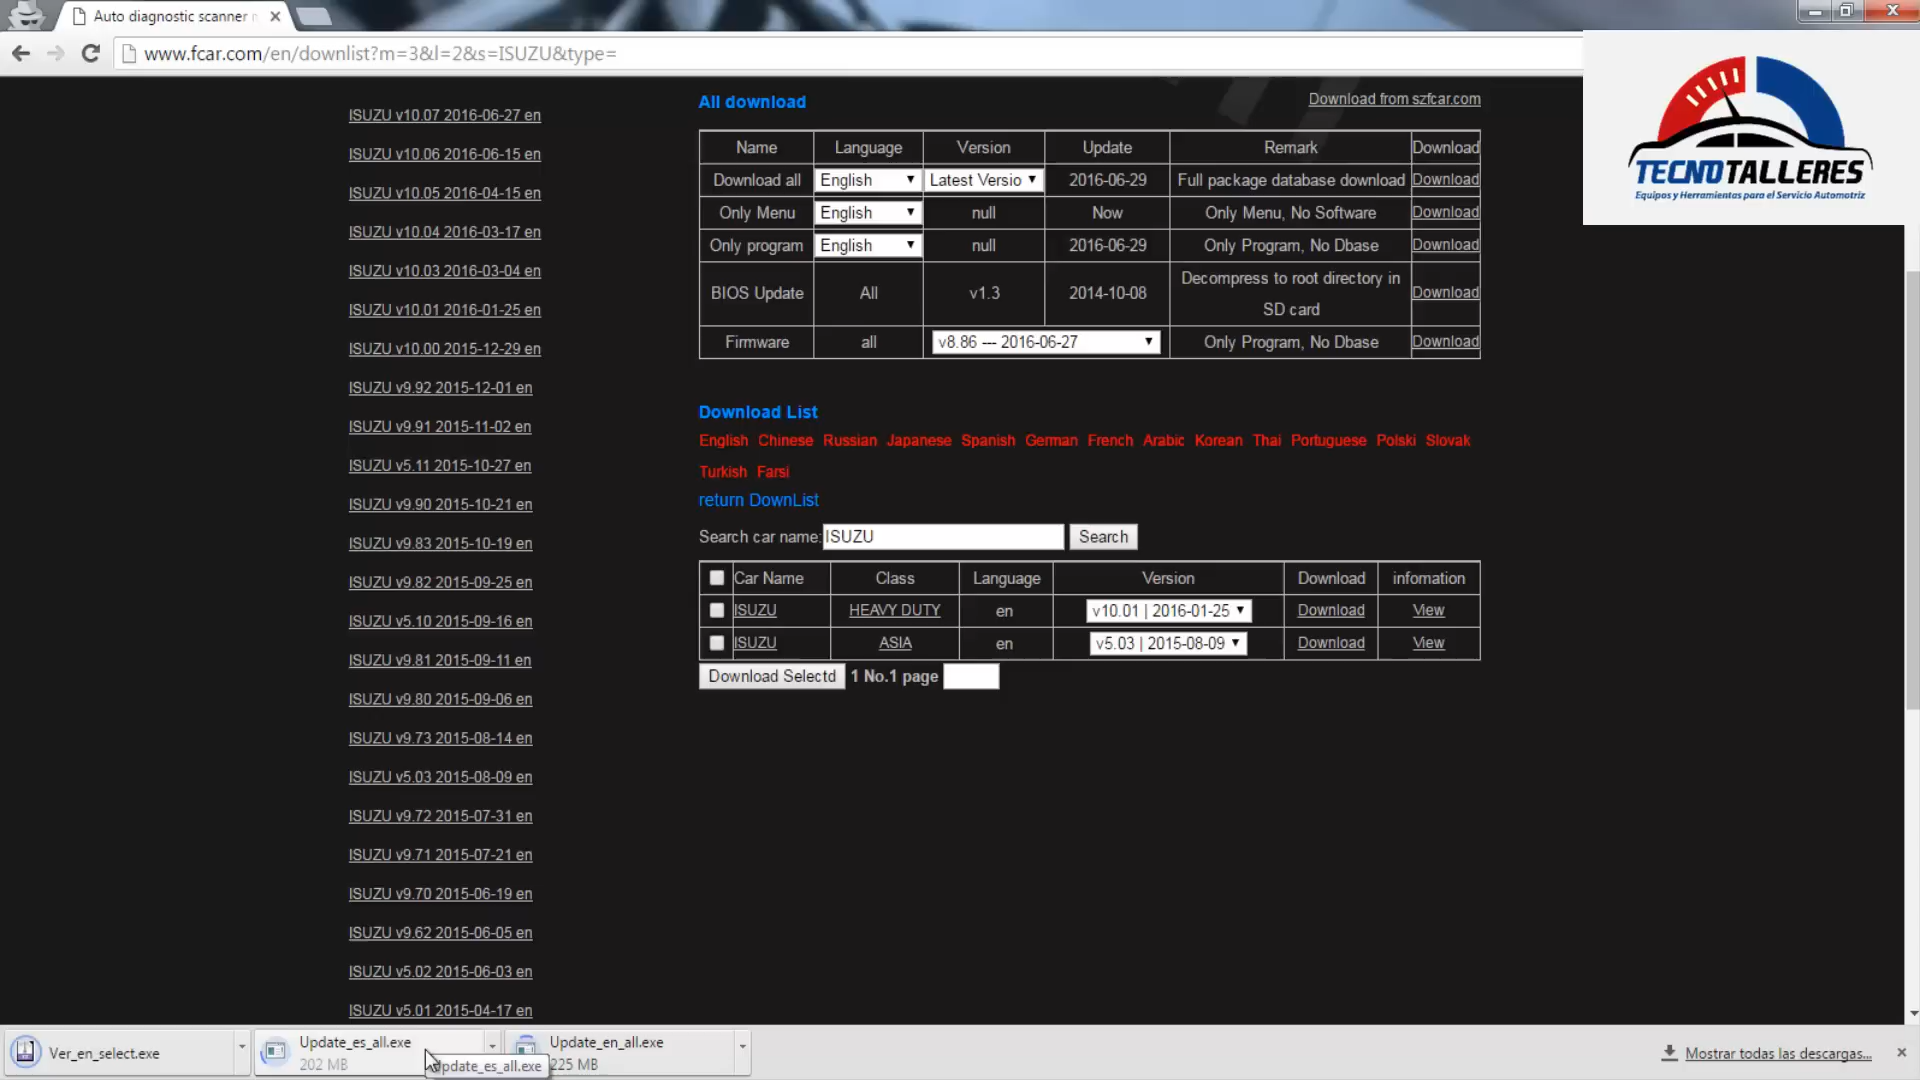 Auto diagnostic scanner
www.fcar.com/en/downlist?m=3&l=2&s=ISUZU&type=
TECNOTALLERES
Equipos y Herramientas para el Servicio Automotriz
ISUZU v10.07 2016-06-27 en
ISUZU v10.06 2016-06-15 en
ISUZU v10.05 2016-04-15 en
ISUZU v10.04 2016-03-17 en
ISUZU v10.03 2016-03-04 en
ISUZU v10.01 2016-01-25 en
ISUZU v10.00 2015-12-29 en
ISUZU v9.92 2015-12-01 en
ISUZU v9.91 2015-11-02 en
ISUZU v5.11 2015-10-27 en
ISUZU v9.90 2015-10-21 en
ISUZU v9.83 2015-10-19 en
ISUZU v9.82 2015-09-25 en
ISUZU v5.10 2015-09-16 en
ISUZU v9.81 2015-09-11 en
ISUZU v9.80 2015-09-06 en
ISUZU v9.73 2015-08-14 en
ISUZU v5.03 2015-08-09 en
ISUZU v9.72 2015-07-31 en
ISUZU v9.71 2015-07-21 en
ISUZU v9.70 2015-06-19 en
ISUZU v9.62 2015-06-05 en
ISUZU v5.02 2015-06-03 en
ISUZU v5.01 2015-04-17 en
All download Download from szfcar.com
Name Language Version Update Remark Download
Download all English Latest Versio 2016-06-29 Full package database download Download
Only Menu English null Now Only Menu, No Software Download
Only program English null 2016-06-29 Only Program, No Dbase Download
BIOS Update All v1.3 2014-10-08 Decompress to root directory in SD card Download
Firmware all v8.86 --- 2016-06-27 Only Program, No Dbase Download
Download List
English Chinese Russian Japanese Spanish German French Arabic Korean Thai Portuguese Polski Slovak
Turkish Farsi
return DownList
Search car name: ISUZU Search
Car Name Class Language Version Download infomation
ISUZU HEAVY DUTY en v10.01 | 2016-01-25 Download View
ISUZU ASIA en v5.03 | 2015-08-09 Download View
Download Selectd 1 No.1 page
Ver_en_select.exe
Update_es_all.exe
202 MB
Update_es_all.exe
Update_en_all.exe
225 MB
Mostrar todas las descargas...